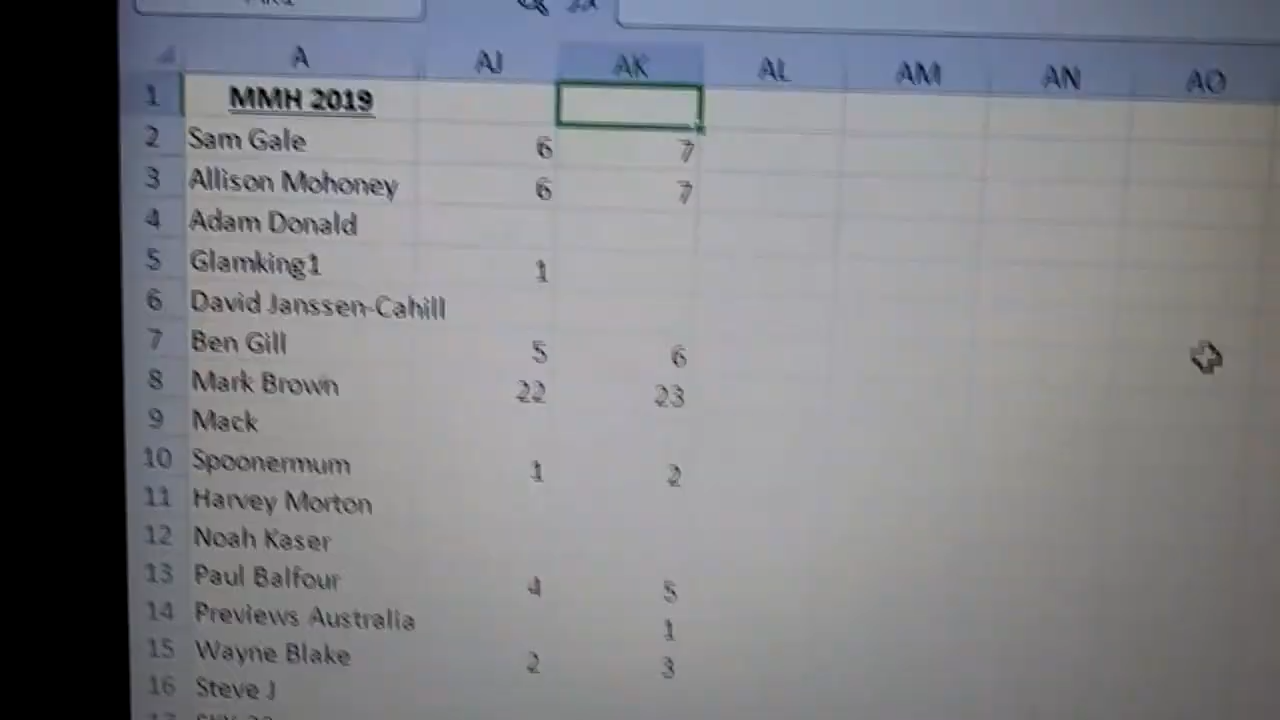 A AJ AK AL AM AN AO
1 MMH 2019
2 Sam Gale 6 7
3 Allison Mohoney 6 7
4 Adam Donald
5 Glamking1 1
6 David Janssen-Cahill
7 Ben Gill 5 6
8 Mark Brown 22 23
9 Mack
10 Spoonermum 1 2
11 Harvey Morton
12 Noah Kaser
13 Paul Balfour 4 5
14 Previews Australia 1
15 Wayne Blake 2 3
16 Steve J